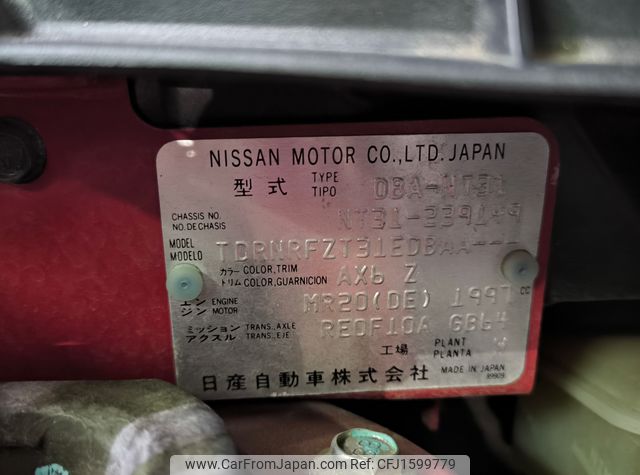 NISSAN MOTOR CO.,LTD. JAPAN
型式 TYPE TIPO DBA-NT31
CHASSIS NO. NO.DECHASIS NT31-239149
MODEL MODELO TDRNRFZT31EDBAA---
カラー COLOR,TRIM AX6 Z
トリム COLOR,GUARNICION
エン ENGINE MR20(DE) 1997 CC
ジン MOTOR
ミッション TRANS.AXLE RE0F10A GB64
アクスル TRANS.EJE
工場 PLANT PLANTA
日産自動車株式会社 MADE IN JAPAN
www.CarFromJapan.com - ID: CFJ1599779